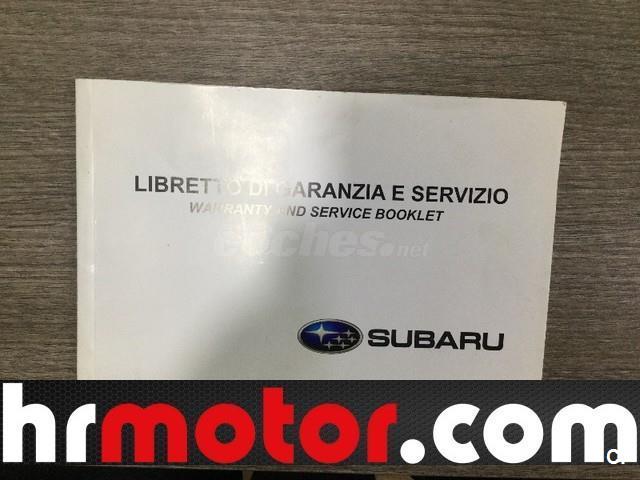 LIBRETTO DI GARANZIA E SERVIZIO
WARRANTY AND SERVICE BOOKLET
coches.net
SUBARU
hrmotor.com
c.